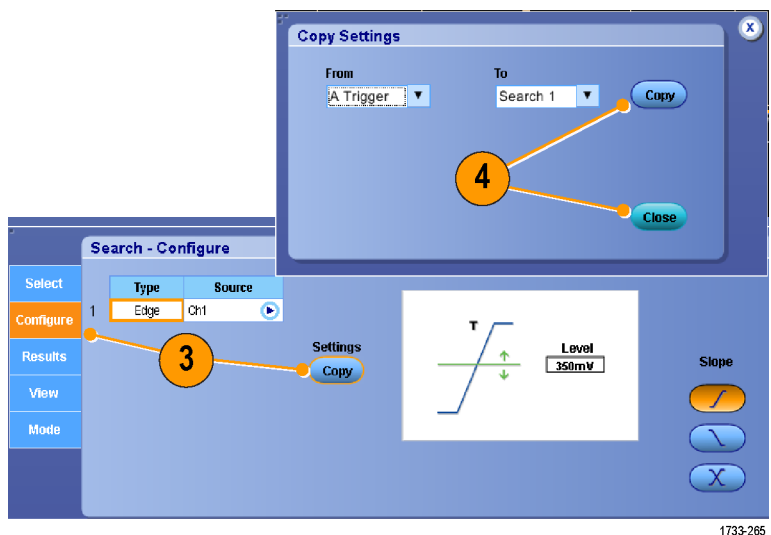 Copy Settings
X
From
To
A Trigger
Search 1
Copy
4
Close
Search - Configure
Select
Configure
Results
View
Mode
Type
Source
1
Edge
Ch1
3
Settings
Copy
T
Level
350mV
Slope
1733-265